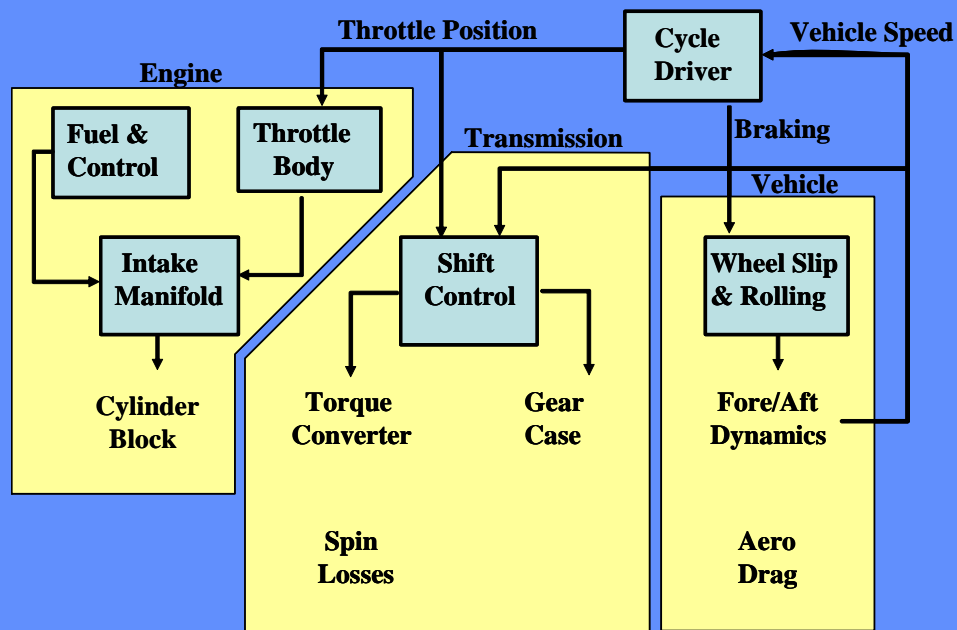 Throttle Position
Cycle
Driver
Vehicle Speed
Engine
Fuel &
Control
Throttle
Body
Transmission
Braking
Vehicle
Intake
Manifold
Shift
Control
Wheel Slip
& Rolling
Cylinder
Block
Torque
Converter
Gear
Case
Fore/Aft
Dynamics
Spin
Losses
Aero
Drag